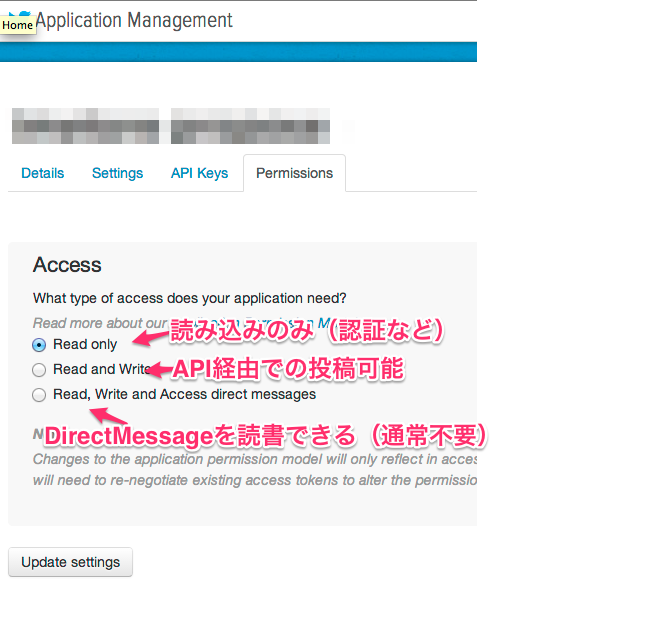 Home
Application Management
Details Settings API Keys Permissions
Access
What type of access does your application need?
Read more about our
読み込みのみ（認証など）
Read only
Read and Write
API経由での投稿可能
Read, Write and Access direct messages
DirectMessageを読書できる（通常不要）
Changes to the application permission model will only reflect in
will need to re-negotiate existing access tokens to alter the
Update settings